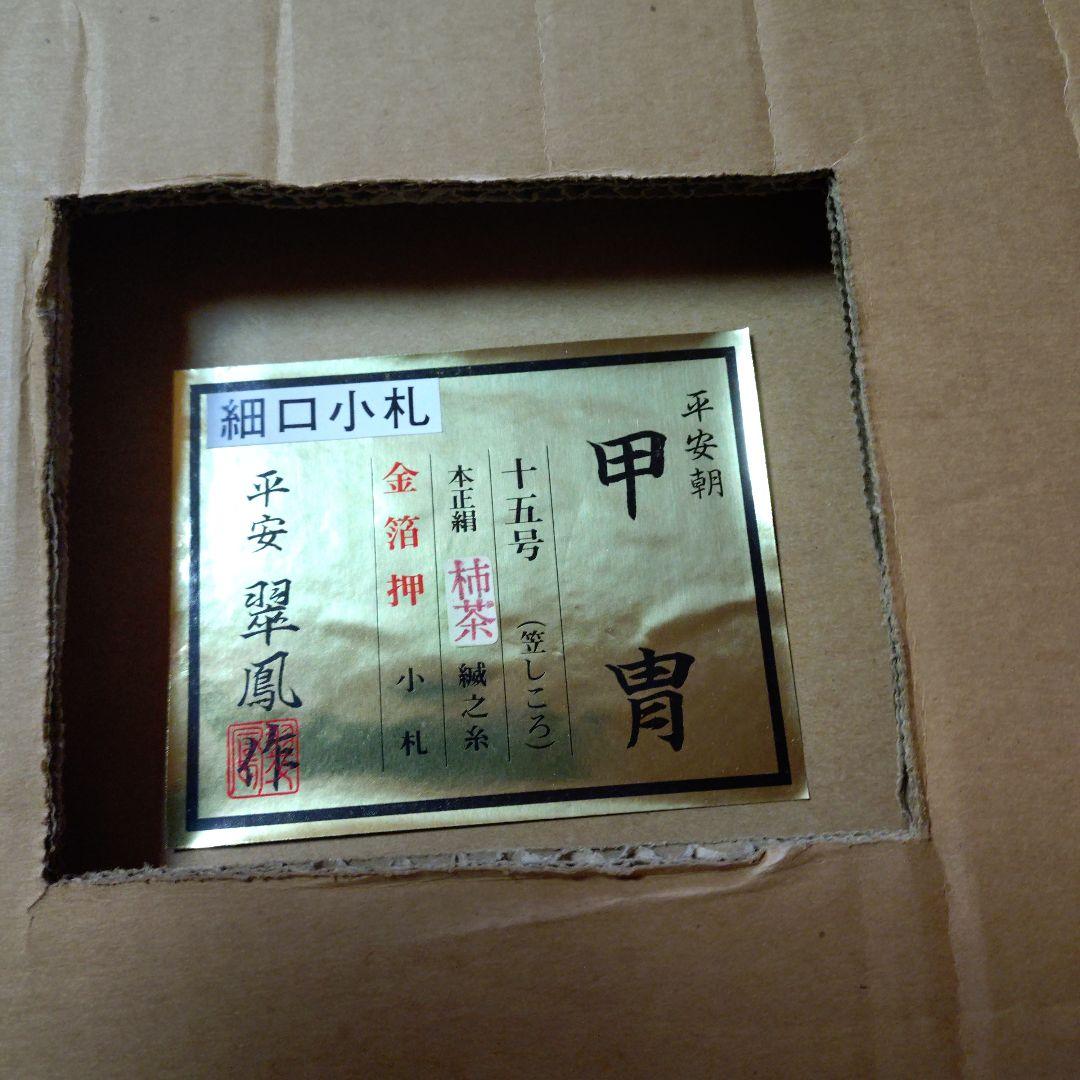 平安朝
甲冑
十五号 (笠しころ)
本正絹 柿茶 縅之糸
金箔押 小札
細口小札
平安 翠鳳作